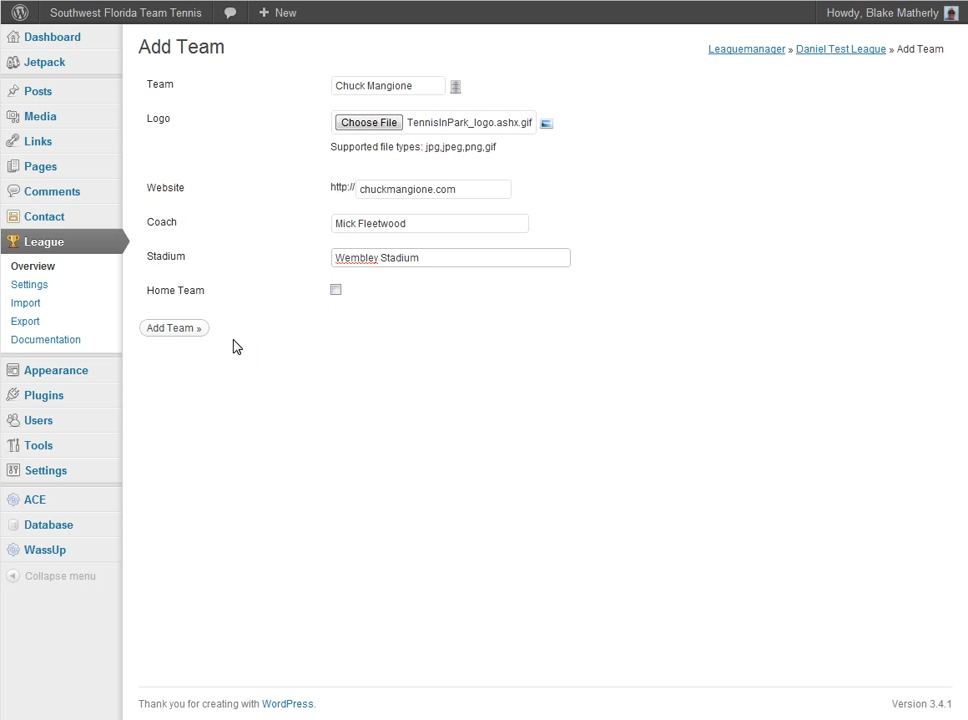 Southwest Florida Team Tennis
New
Howdy, Blake Matherly
Dashboard
Jetpack
Posts
Media
Links
Pages
Comments
Contact
League
Overview
Settings
Import
Export
Documentation
Appearance
Plugins
Users
Tools
Settings
ACE
Database
WassUp
Collapse menu
Add Team
Leaguemanager » Daniel Test League » Add Team
Team Chuck Mangione
Logo Choose File TennisInPark_logo.ashx.gif
Supported file types: jpg,jpeg,png,gif
Website http:// chuckmangione.com
Coach Mick Fleetwood
Stadium Wembley Stadium
Home Team
Add Team »
Thank you for creating with WordPress.
Version 3.4.1